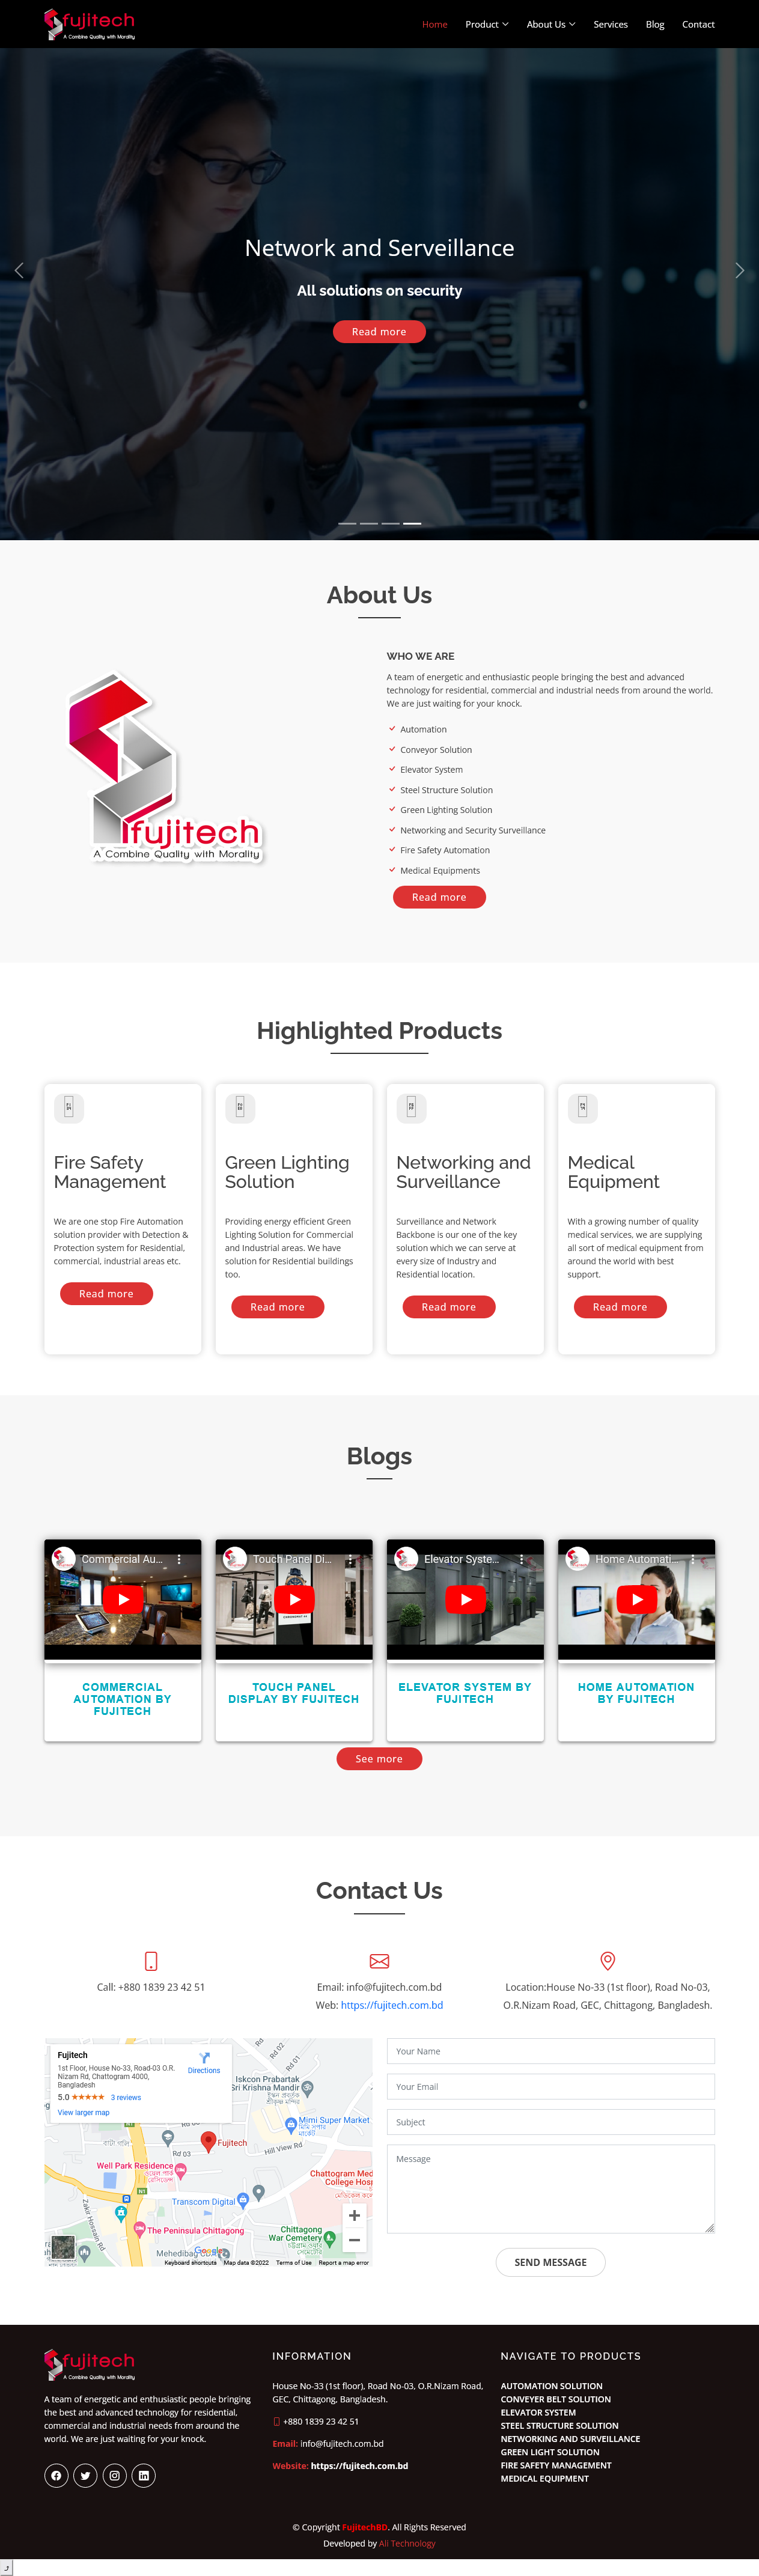 fujitech
A Combine Quality with Morality
Home Product About Us Services Blog Contact
Network and Serveillance
All solutions on security
Read more
About Us
WHO WE ARE
A team of energetic and enthusiastic people bringing the best and advanced
technology for residential, commercial and industrial needs from around the world.
We are just waiting for your knock.
Automation
Conveyor Solution
Elevator System
Steel Structure Solution
Green Lighting Solution
Networking and Security Surveillance
Fire Safety Automation
Medical Equipments
Read more
fujitech
A Combine Quality with Morality
Highlighted Products
Fire Safety
Management
We are one stop Fire Automation
solution provider with Detection &
Protection system for Residential,
commercial, industrial areas etc.
Read more
Green Lighting
Solution
Providing energy efficient Green
Lighting Solution for Commercial
and Industrial areas. We have
solution for Residential buildings
too.
Read more
Networking and
Surveillance
Surveillance and Network
Backbone is our one of the key
solution which we can serve at
every size of Industry and
Residential location.
Read more
Medical
Equipment
With a growing number of quality
medical services, we are supplying
all sort of medical equipment from
around the world with best
support.
Read more
Blogs
Commercial Au...
COMMERCIAL
AUTOMATION BY
FUJITECH
Touch Panel Di...
TOUCH PANEL
DISPLAY BY FUJITECH
Elevator Syste...
ELEVATOR SYSTEM BY
FUJITECH
Home Automati...
HOME AUTOMATION
BY FUJITECH
See more
Contact Us
Call: +880 1839 23 42 51
Email: info@fujitech.com.bd
Web: https://fujitech.com.bd
Location:House No-33 (1st floor), Road No-03,
O.R.Nizam Road, GEC, Chittagong, Bangladesh.
Fujitech
1st Floor, House No-33, Road-03 O.R.
Nizam Rd, Chattogram 4000,
Bangladesh
5.0 ★★★★★ 3 reviews
View larger map
Directions
Rd 02
Rd 01
Iskcon Prabartak
Sri Krishna Mandir
Mimi Super Market
Hill View Rd
Fujitech
Rd 03
Well Park Residence
Chattogram Med
College Hosp
N1
Transcom Digital
Zakir Hossain Rd
The Peninsula Chittagong
Chittagong
War Cemetery
Mehedibag
Google
Keyboard shortcuts Map data ©2022 Terms of Use Report a map error
Your Name
Your Email
Subject
Message
SEND MESSAGE
fujitech
A Combine Quality with Morality
A team of energetic and enthusiastic people bringing
the best and advanced technology for residential,
commercial and industrial needs from around the
world. We are just waiting for your knock.
INFORMATION
House No-33 (1st floor), Road No-03, O.R.Nizam Road,
GEC, Chittagong, Bangladesh.
+880 1839 23 42 51
Email: info@fujitech.com.bd
Website: https://fujitech.com.bd
NAVIGATE TO PRODUCTS
AUTOMATION SOLUTION
CONVEYER BELT SOLUTION
ELEVATOR SYSTEM
STEEL STRUCTURE SOLUTION
NETWORKING AND SURVEILLANCE
GREEN LIGHT SOLUTION
FIRE SAFETY MANAGEMENT
MEDICAL EQUIPMENT
© Copyright FujitechBD. All Rights Reserved
Developed by Ali Technology